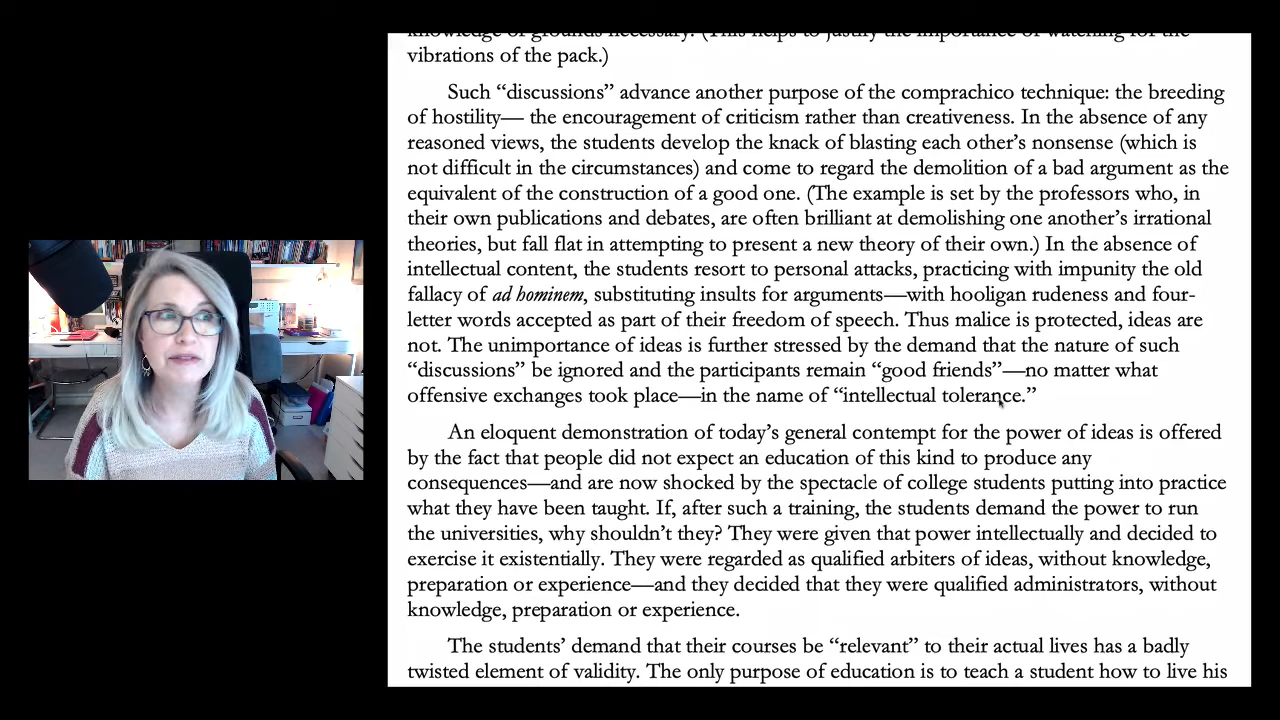 knowledge of grounds necessary. (This helps to justify the importance of watching for the
vibrations of the pack.)
Such “discussions” advance another purpose of the comprachico technique: the breeding
of hostility— the encouragement of criticism rather than creativeness. In the absence of any
reasoned views, the students develop the knack of blasting each other’s nonsense (which is
not difficult in the circumstances) and come to regard the demolition of a bad argument as the
equivalent of the construction of a good one. (The example is set by the professors who, in
their own publications and debates, are often brilliant at demolishing one another’s irrational
theories, but fall flat in attempting to present a new theory of their own.) In the absence of
intellectual content, the students resort to personal attacks, practicing with impunity the old
fallacy of ad hominem, substituting insults for arguments—with hooligan rudeness and four-
letter words accepted as part of their freedom of speech. Thus malice is protected, ideas are
not. The unimportance of ideas is further stressed by the demand that the nature of such
“discussions” be ignored and the participants remain “good friends”—no matter what
offensive exchanges took place—in the name of “intellectual tolerance.”
An eloquent demonstration of today’s general contempt for the power of ideas is offered
by the fact that people did not expect an education of this kind to produce any
consequences—and are now shocked by the spectacle of college students putting into practice
what they have been taught. If, after such a training, the students demand the power to run
the universities, why shouldn’t they? They were given that power intellectually and decided to
exercise it existentially. They were regarded as qualified arbiters of ideas, without knowledge,
preparation or experience—and they decided that they were qualified administrators, without
knowledge, preparation or experience.
The students’ demand that their courses be “relevant” to their actual lives has a badly
twisted element of validity. The only purpose of education is to teach a student how to live his